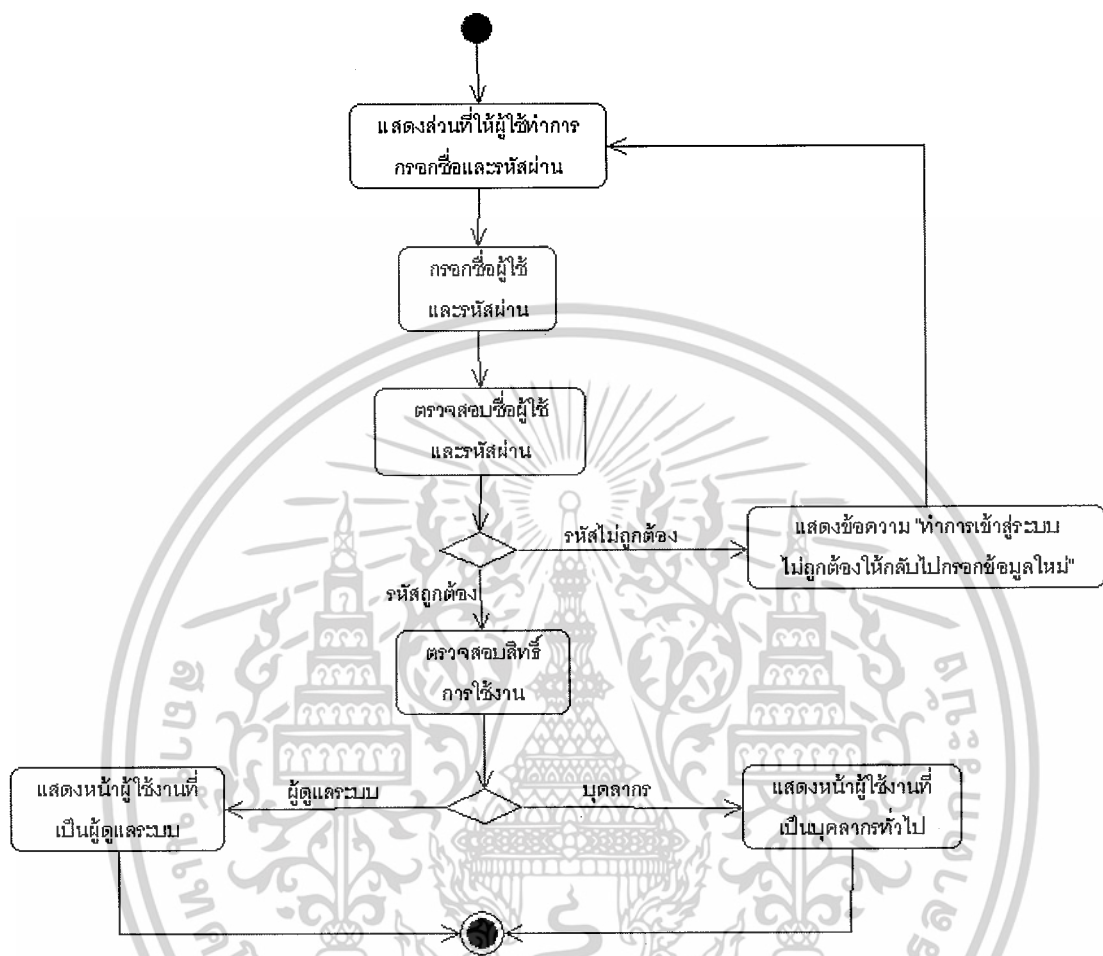 แสดงส่วนที่ให้ผู้ใช้ทำการ
กรอกชื่อและรหัสผ่าน
กรอกชื่อผู้ใช้
และรหัสผ่าน
ตรวจสอบชื่อผู้ใช้
และรหัสผ่าน
รหัสไม่ถูกต้อง
แสดงข้อความ "ทำการเข้าสู่ระบบ
ไม่ถูกต้องให้กลับไปกรอกข้อมูลใหม่"
รหัสถูกต้อง
ตรวจสอบสิทธิ์
การใช้งาน
แสดงหน้าผู้ใช้งานที่
เป็นผู้ดูแลระบบ
ผู้ดูแลระบบ
บุคลากร
แสดงหน้าผู้ใช้งานที่
เป็นบุคลากรทั่วไป